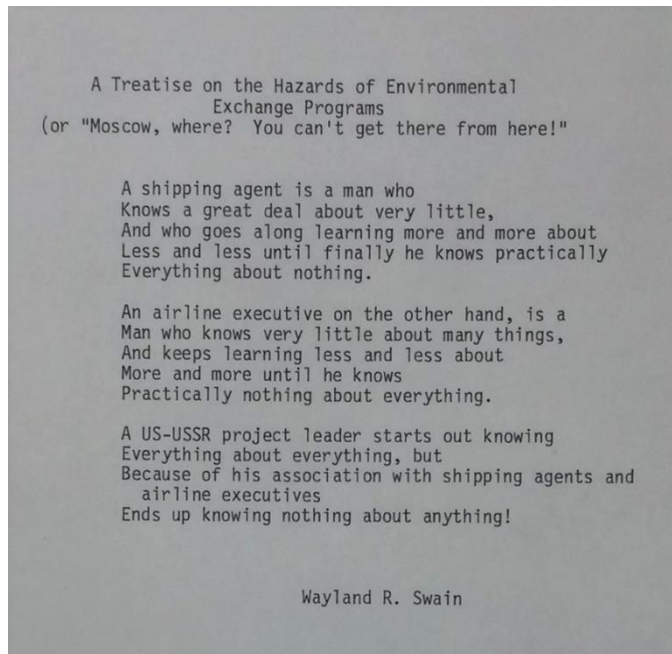 A Treatise on the Hazards of Environmental
Exchange Programs
(or "Moscow, where?  You can't get there from here!"
A shipping agent is a man who
Knows a great deal about very little,
And who goes along learning more and more about
Less and less until finally he knows practically
Everything about nothing.
An airline executive on the other hand, is a
Man who knows very little about many things,
And keeps learning less and less about
More and more until he knows
Practically nothing about everything.
A US-USSR project leader starts out knowing
Everything about everything, but
Because of his association with shipping agents and
airline executives
Ends up knowing nothing about anything!
Wayland R. Swain